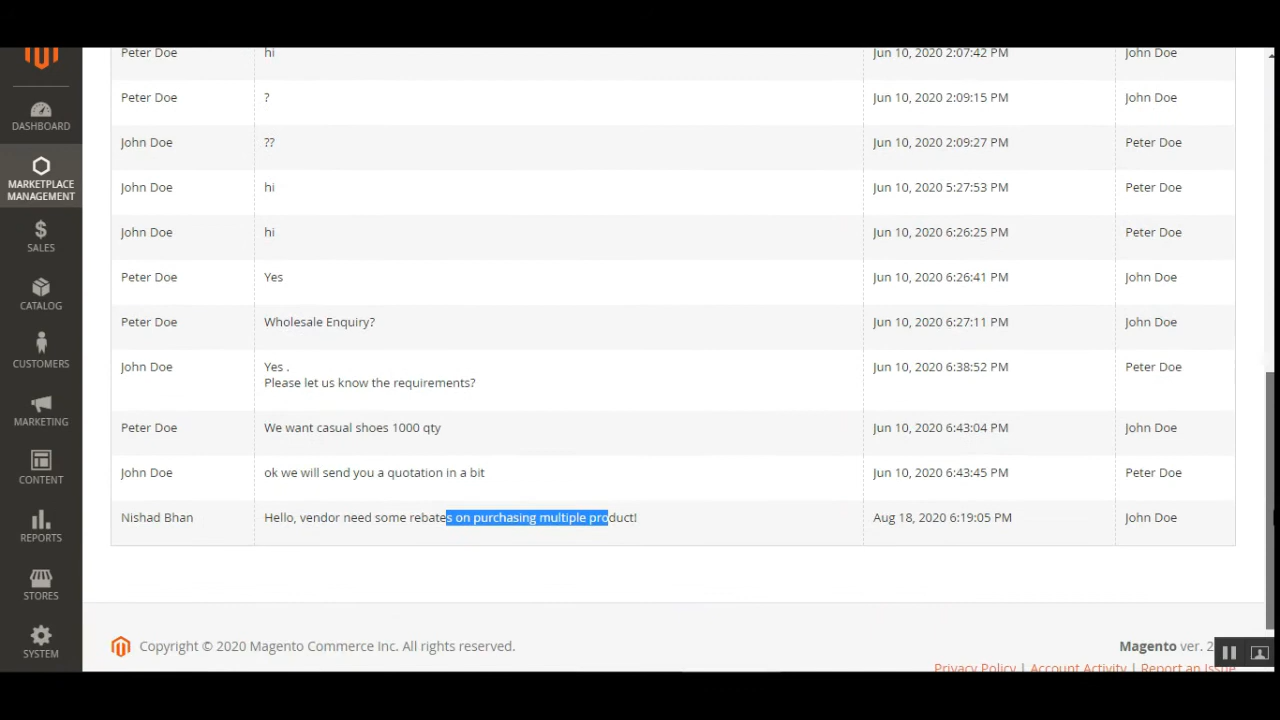 Peter Doe hi Jun 10, 2020 2:07:42 PM John Doe
DASHBOARD
Peter Doe ? Jun 10, 2020 2:09:15 PM John Doe
John Doe ?? Jun 10, 2020 2:09:27 PM Peter Doe
MARKETPLACE
MANAGEMENT
John Doe hi Jun 10, 2020 5:27:53 PM Peter Doe
SALES
John Doe hi Jun 10, 2020 6:26:25 PM Peter Doe
Peter Doe Yes Jun 10, 2020 6:26:41 PM John Doe
CATALOG
Peter Doe Wholesale Enquiry? Jun 10, 2020 6:27:11 PM John Doe
CUSTOMERS
John Doe Yes . Jun 10, 2020 6:38:52 PM Peter Doe
Please let us know the requirements?
MARKETING
Peter Doe We want casual shoes 1000 qty Jun 10, 2020 6:43:04 PM John Doe
CONTENT
John Doe ok we will send you a quotation in a bit Jun 10, 2020 6:43:45 PM Peter Doe
Nishad Bhan Hello, vendor need some rebates on purchasing multiple product! Aug 18, 2020 6:19:05 PM John Doe
REPORTS
STORES
SYSTEM
Copyright © 2020 Magento Commerce Inc. All rights reserved. Magento ver. 2
Privacy Policy | Account Activity | Report an Issue